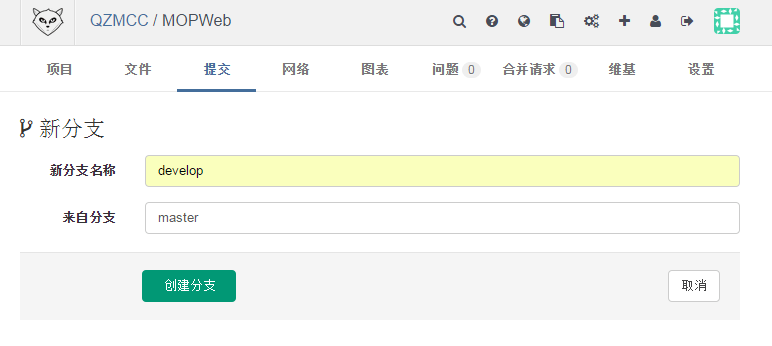 QZMCC / MOPWeb
项目 文件 提交 网络 图表 问题 0 合并请求 0 维基 设置
新分支
新分支名称 develop
来自分支 master
创建分支 取消